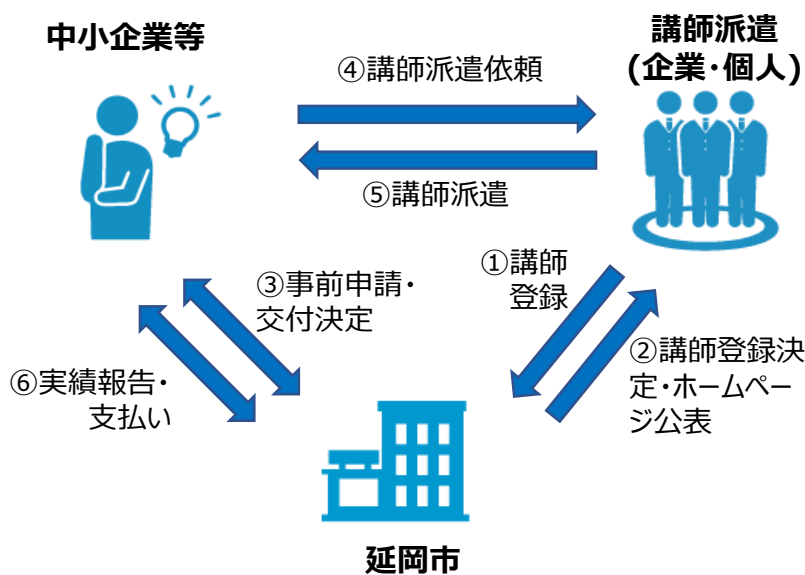 中小企業等
講師派遣
(企業・個人)
④講師派遣依頼
⑤講師派遣
①講師
登録
③事前申請・
交付決定
②講師登録決
定・ホームペー
ジ公表
⑥実績報告・
支払い
延岡市